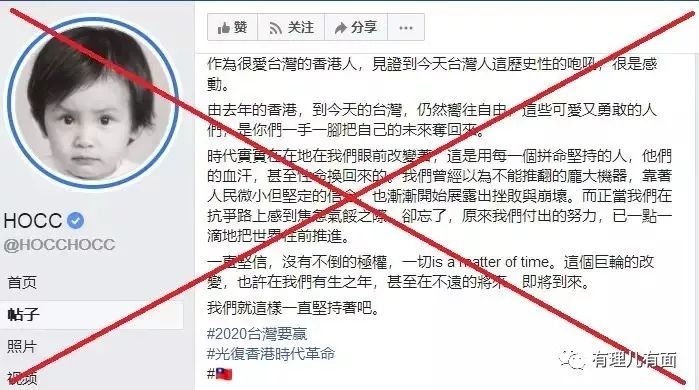 赞 关注 分享 ...
作為很愛台灣的香港人，見證到今天台灣人這歷史性的咆吼，很是感
動。
由去年的香港，到今天的台灣，仍然嚮往自由，這些可愛又勇敢的人
們，是你們一手一腳把自己的未來奪回來。
時代實實在在地在我們眼前改變著，這是用每一個拼命堅持的人，他們
的血汗，甚至性命換回來的。我們曾經以為不能推翻的龐大機器，靠著
人民微小但堅定的信念，也漸漸開始展露出挫敗與崩壞。而正當我們在
抗爭路上感到焦慮氣餒之際，卻忘了，原來我們付出的努力，已一點一
滴地把世界往前推進。
一直堅信，沒有不倒的極權，一切is a matter of time。這個巨輪的改
變，也許在我們有生之年，甚至在不遠的將來，即將到來。
我們就這樣一直堅持著吧。
#2020台灣要贏
#光復香港時代革命
#🇹🇼
HOCC
@HOCCHOCC
首页
帖子
照片
视频
有理儿有面